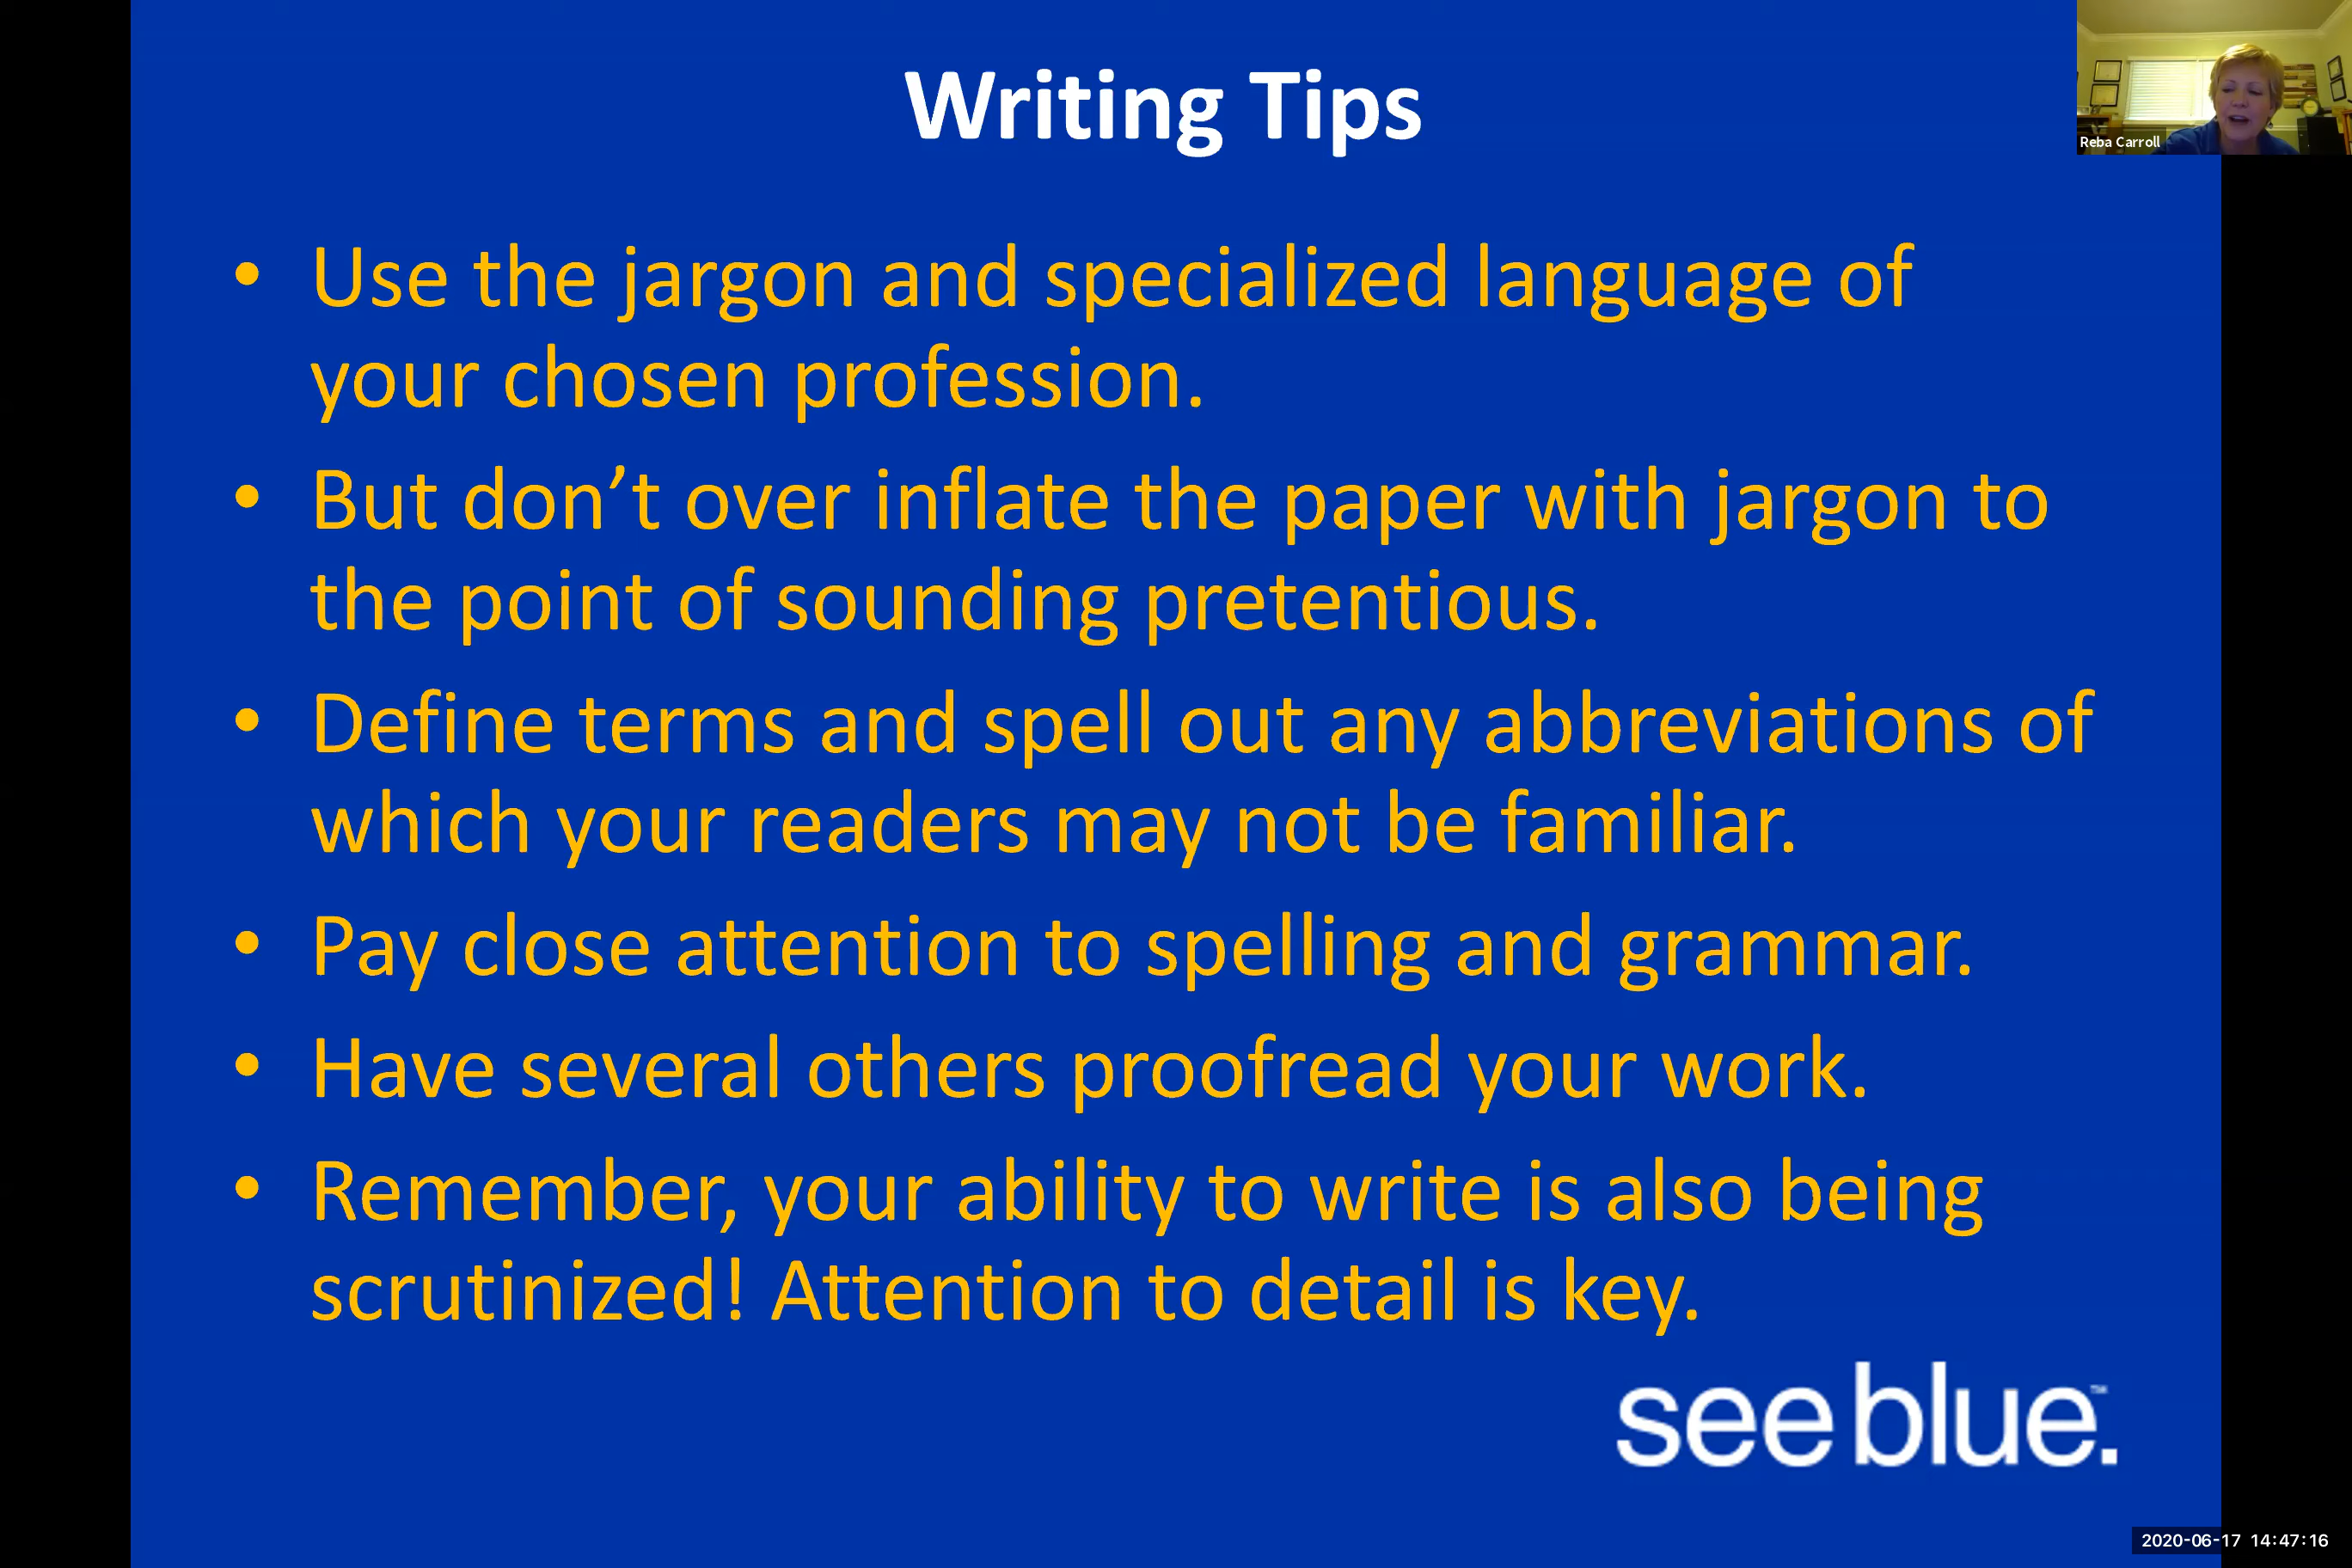 Writing Tips
Reba Carroll
• Use the jargon and specialized language of
your chosen profession.
• But don’t over inflate the paper with jargon to
the point of sounding pretentious.
• Define terms and spell out any abbreviations of
which your readers may not be familiar.
• Pay close attention to spelling and grammar.
• Have several others proofread your work.
• Remember, your ability to write is also being
scrutinized! Attention to detail is key.
see blue.™
2020-06-17 14:47:16